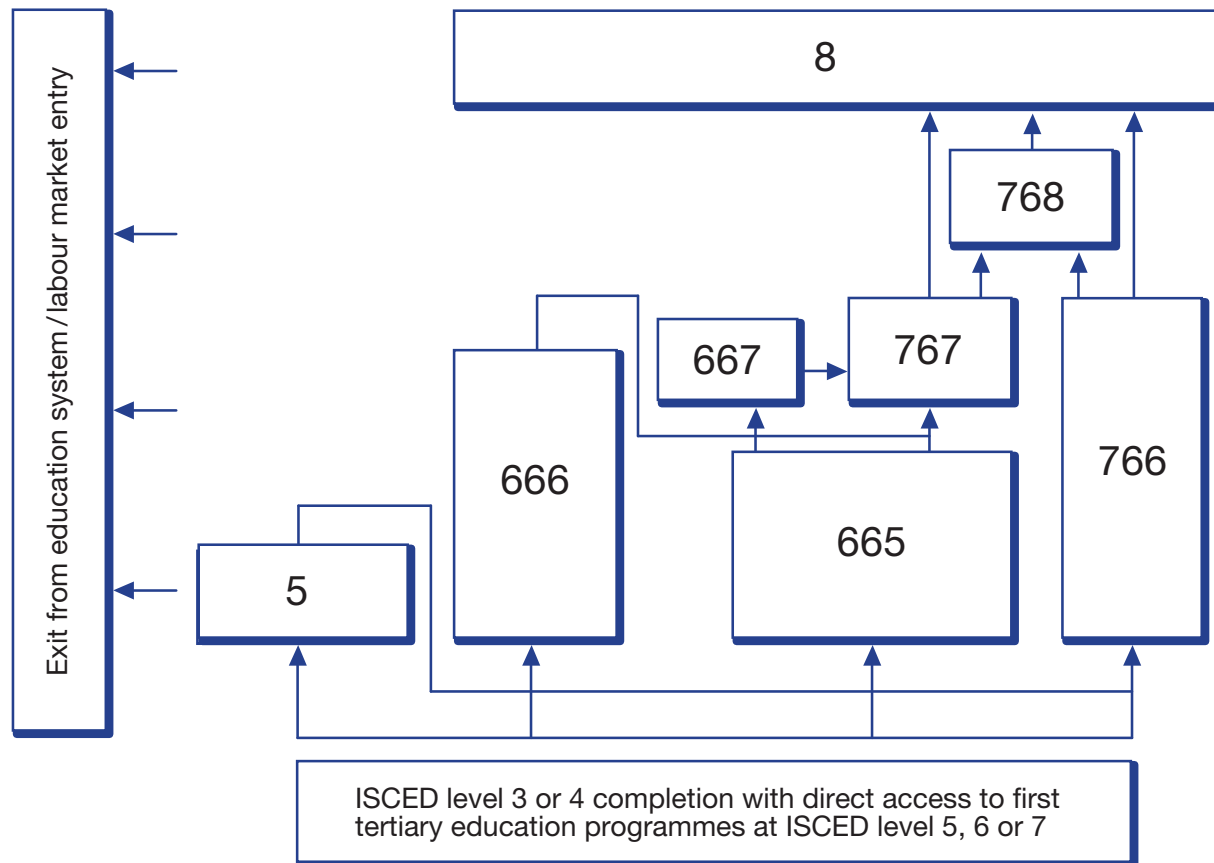 Exit from education system/labour market entry
8
768
667
767
666
766
665
5
ISCED level 3 or 4 completion with direct access to first
tertiary education programmes at ISCED level 5, 6 or 7